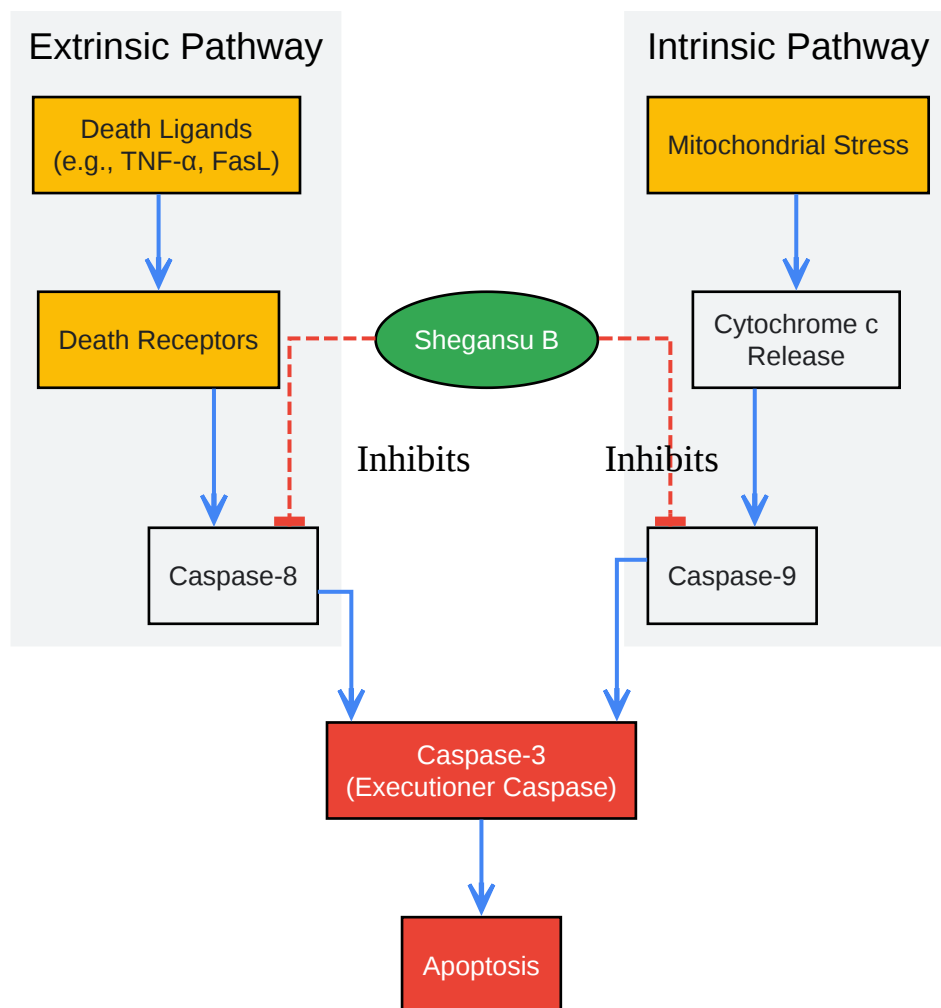 Extrinsic Pathway
Intrinsic Pathway
Death Ligands
(e.g., TNF-α, FasL)
Mitochondrial Stress
Death Receptors
Shegansu B
Cytochrome c
Release
Inhibits
Inhibits
Caspase-8
Caspase-9
Caspase-3
(Executioner Caspase)
Apoptosis